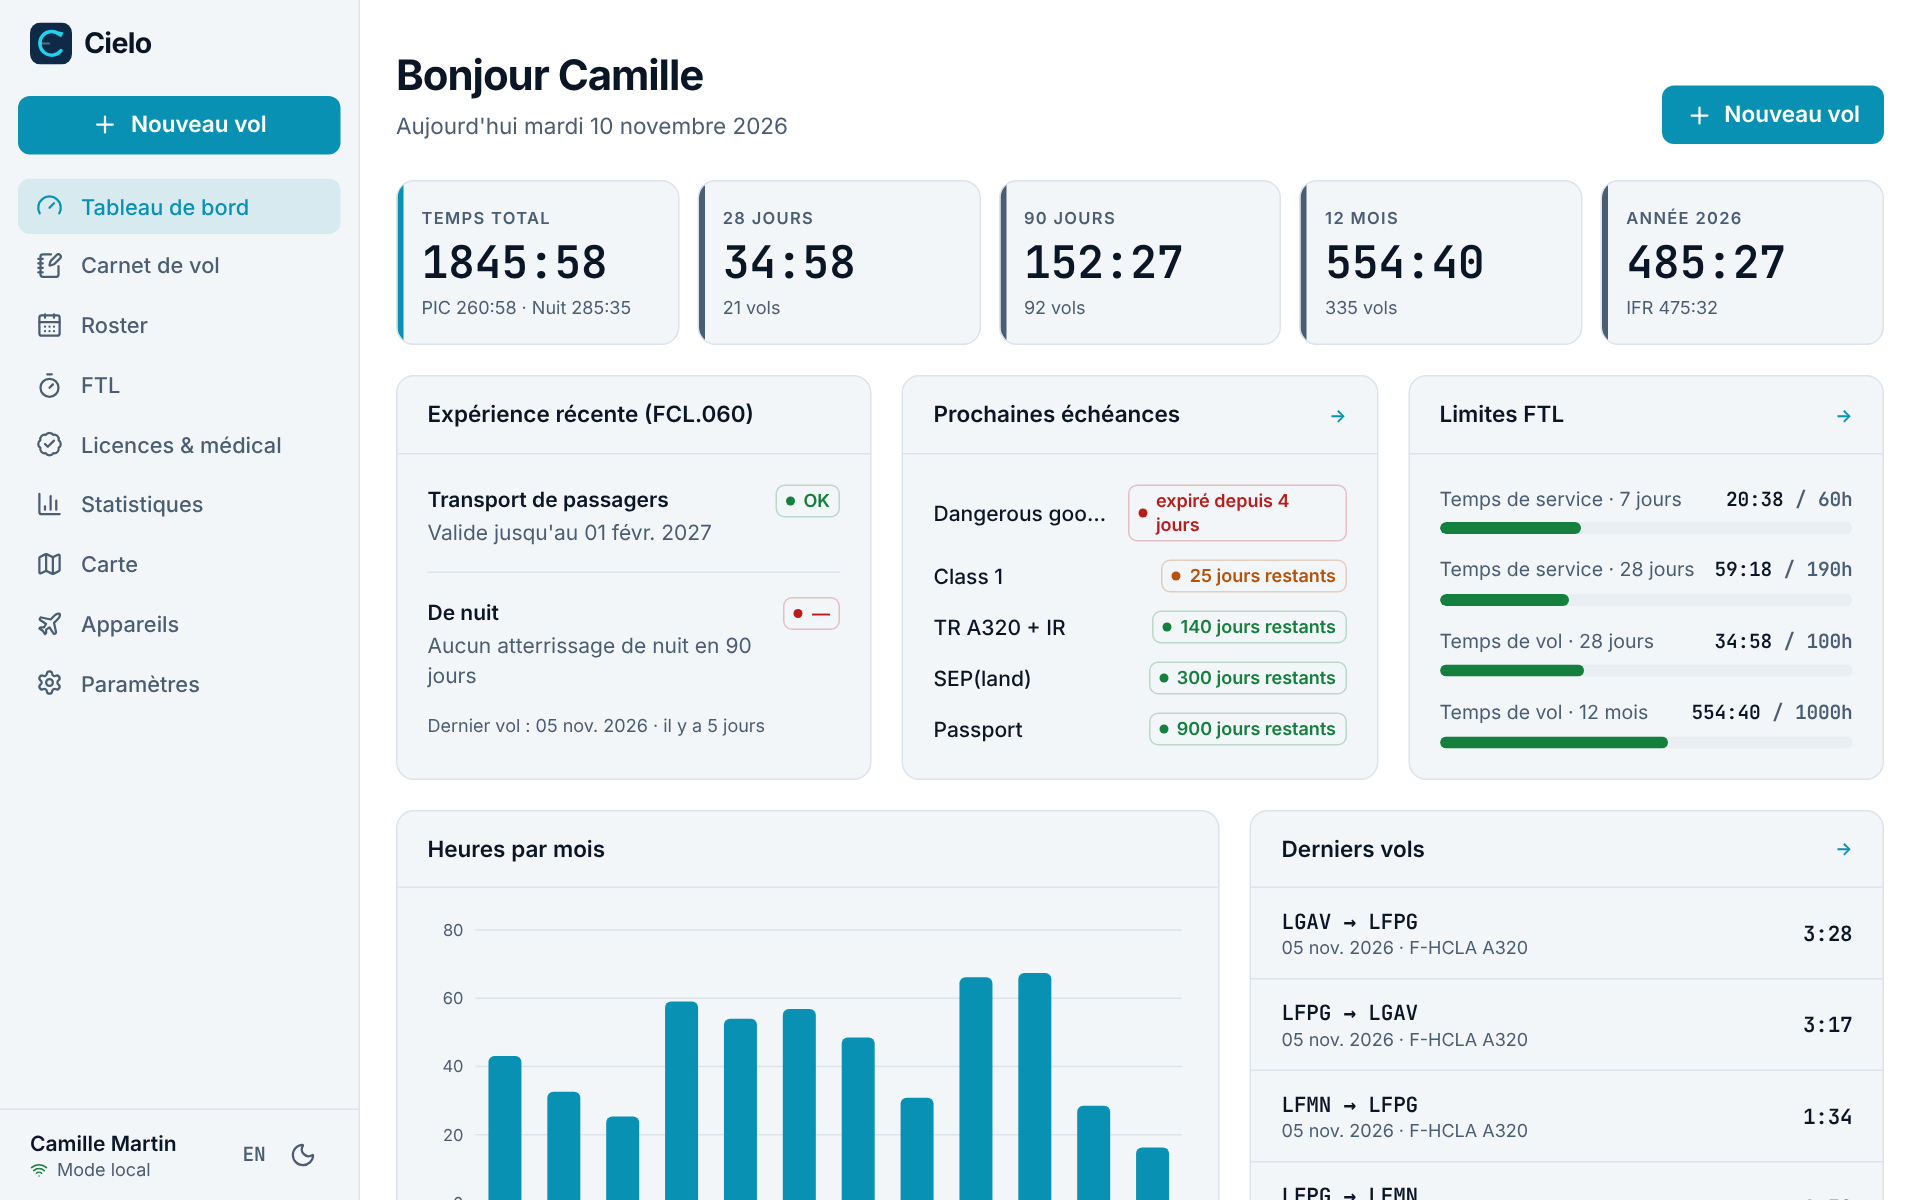 Cielo
Nouveau vol
Tableau de bord
Carnet de vol
Roster
FTL
Licences & médical
Statistiques
Carte
Appareils
Paramètres
Camille Martin
Mode local
EN
Bonjour Camille
Aujourd'hui mardi 10 novembre 2026
Nouveau vol
TEMPS TOTAL
1845:58
PIC 260:58 · Nuit 285:35
28 JOURS
34:58
21 vols
90 JOURS
152:27
92 vols
12 MOIS
554:40
335 vols
ANNÉE 2026
485:27
IFR 475:32
Expérience récente (FCL.060)
Transport de passagers
OK
Valide jusqu'au 01 févr. 2027
De nuit
—
Aucun atterrissage de nuit en 90
jours
Dernier vol : 05 nov. 2026 · il y a 5 jours
Prochaines échéances →
Dangerous goo...
expiré depuis 4
jours
Class 1
25 jours restants
TR A320 + IR
140 jours restants
SEP(land)
300 jours restants
Passport
900 jours restants
Limites FTL →
Temps de service · 7 jours 20:38 / 60h
Temps de service · 28 jours 59:18 / 190h
Temps de vol · 28 jours 34:58 / 100h
Temps de vol · 12 mois 554:40 / 1000h
Heures par mois
80
60
40
20
Derniers vols →
LGAV → LFPG
05 nov. 2026 · F-HCLA A320
3:28
LFPG → LGAV
05 nov. 2026 · F-HCLA A320
3:17
LFMN → LFPG
05 nov. 2026 · F-HCLA A320
1:34
LFPG → LFMN